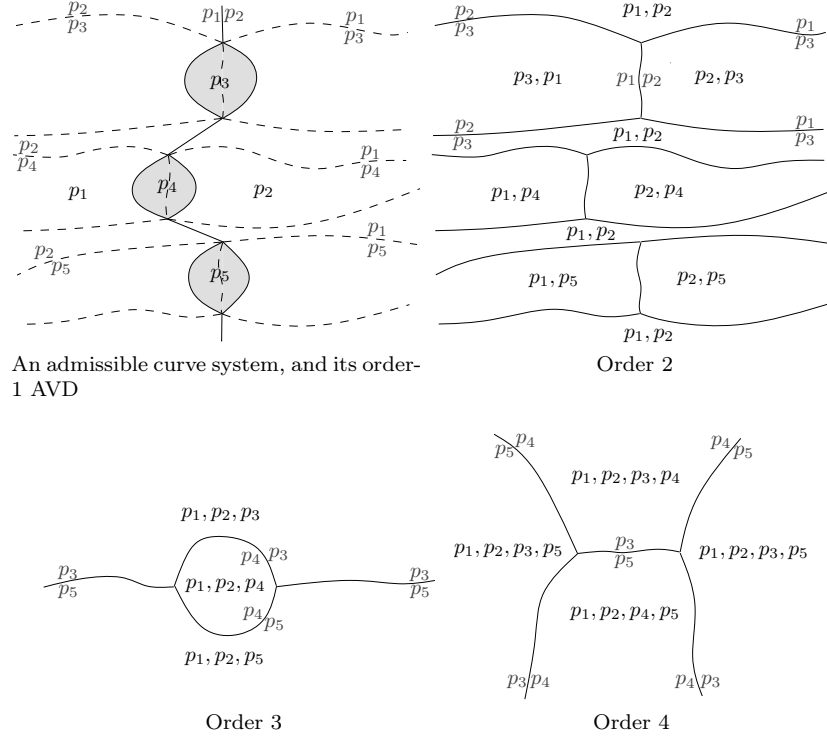 p₂
p₃
p₁ p₂
p₁
p₃
p₃
p₂
p₄
p₁
p₄
p₁
p₄
p₂
p₂
p₅
p₁
p₅
p₅
An admissible curve system, and its order-
1 AVD
p₂
p₃
p₁, p₂
p₁
p₃
p₃, p₁
p₁ p₂
p₂, p₃
p₂
p₃
p₁, p₂
p₁
p₃
p₁, p₄
p₂, p₄
p₁, p₂
p₁, p₅
p₂, p₅
p₁, p₂
Order 2
p₁, p₂, p₃
p₄ p₃
p₃
p₅
p₁, p₂, p₄
p₃
p₅
p₄ p₅
p₁, p₂, p₅
Order 3
p₅ p₄
p₄ p₅
p₁, p₂, p₃, p₄
p₁, p₂, p₃, p₅
p₃
p₅
p₁, p₂, p₃, p₅
p₁, p₂, p₄, p₅
p₃ p₄
p₄ p₃
Order 4